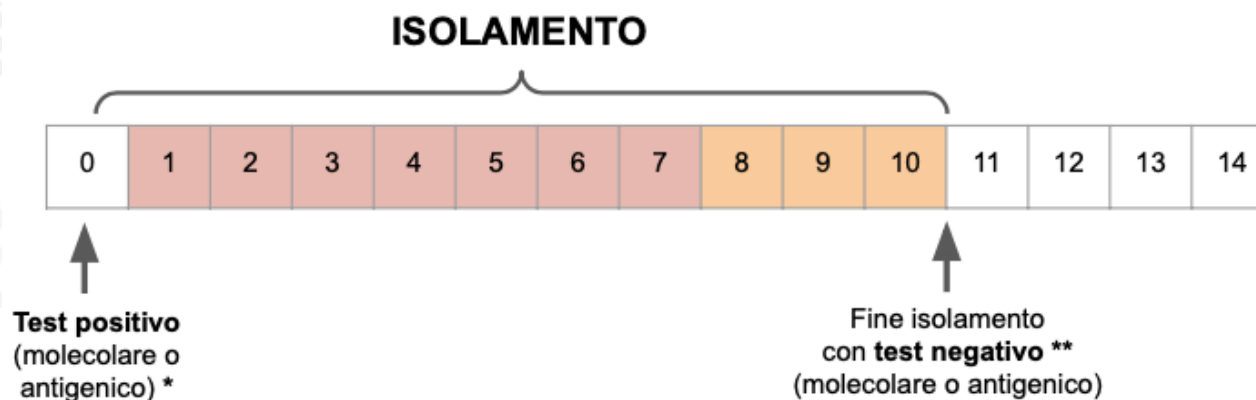 ISOLAMENTO
0 1 2 3 4 5 6 7 8 9 10 11 12 13 14
Test positivo
(molecolare o
antigenico) *
Fine isolamento
con test negativo **
(molecolare o antigenico)